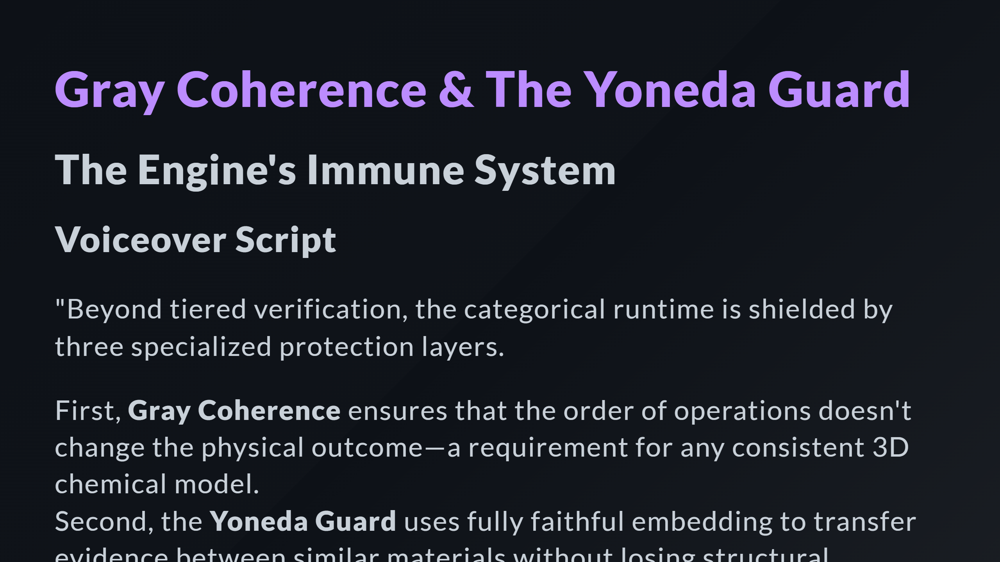 Gray Coherence & The Yoneda Guard
The Engine's Immune System
Voiceover Script
"Beyond tiered verification, the categorical runtime is shielded by
three specialized protection layers.
First, Gray Coherence ensures that the order of operations doesn't
change the physical outcome—a requirement for any consistent 3D
chemical model.
Second, the Yoneda Guard uses fully faithful embedding to transfer
evidence between similar materials without losing structural